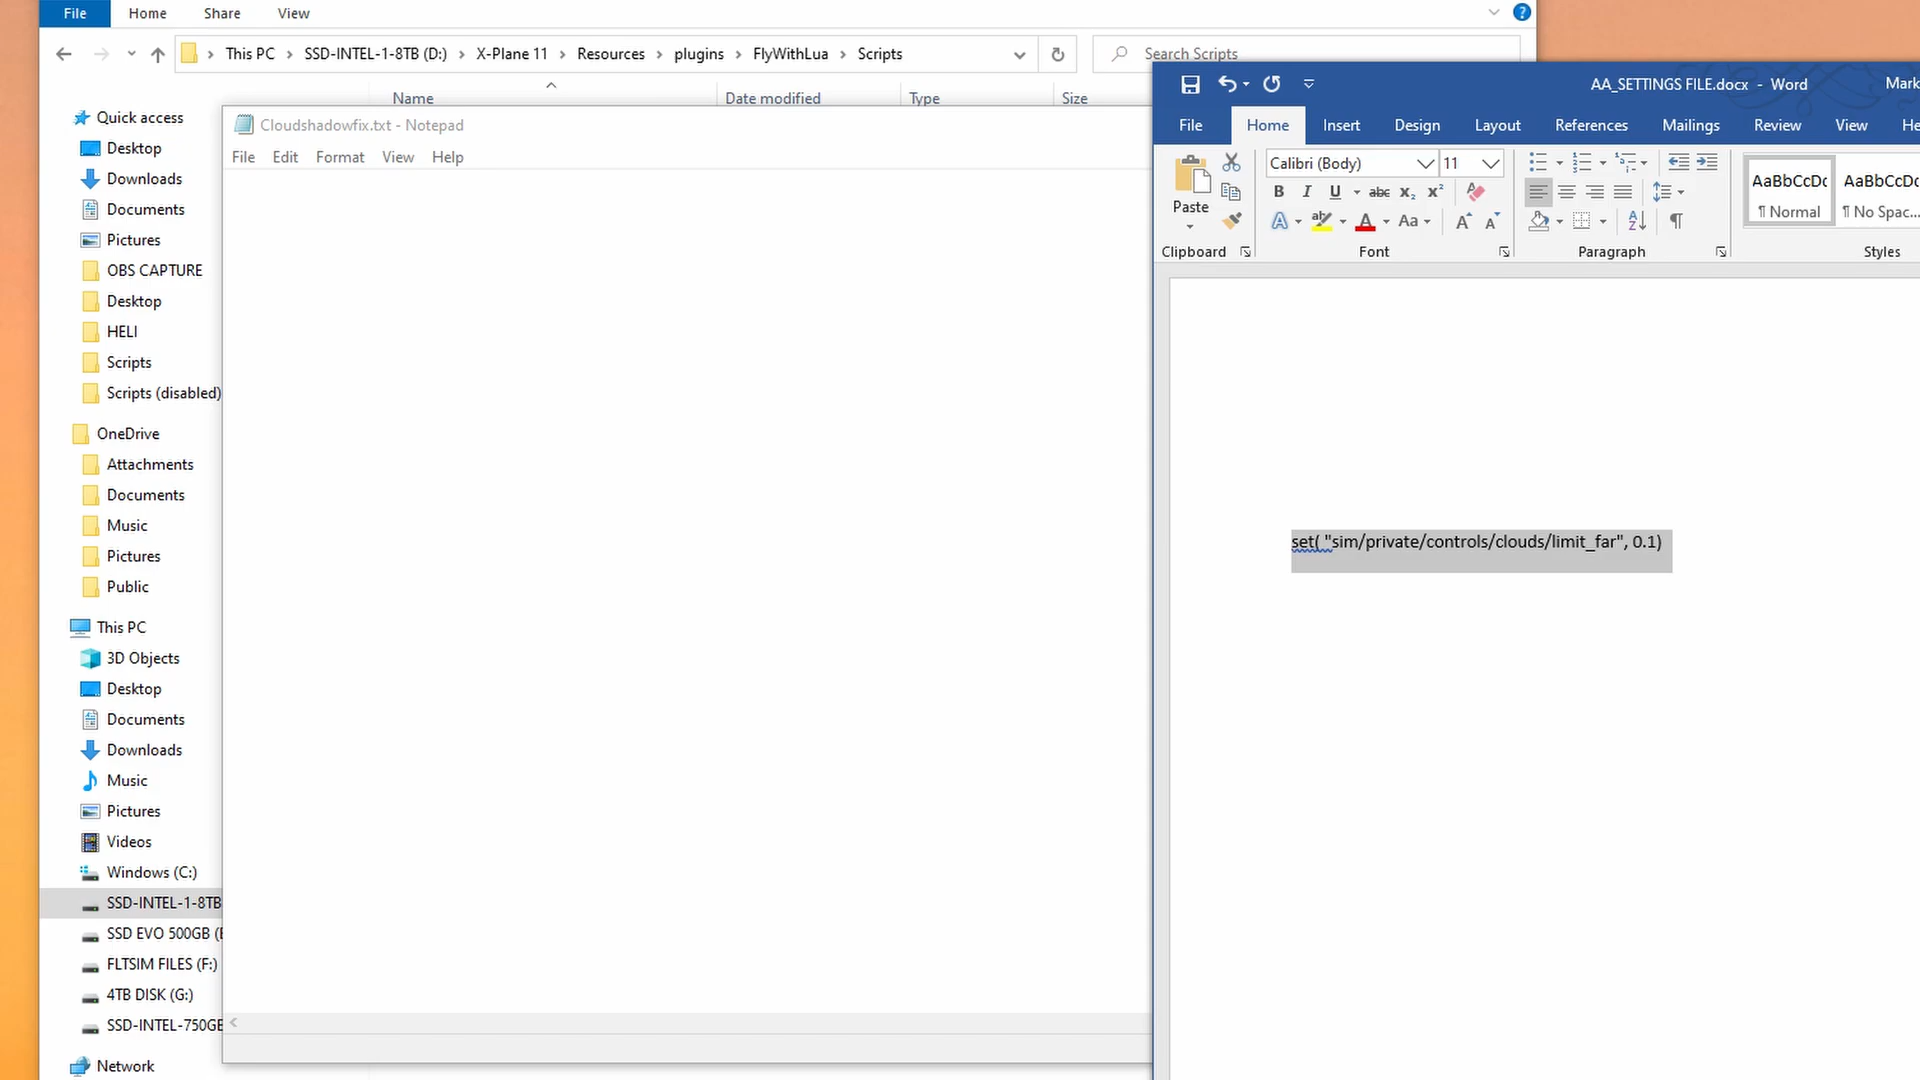 File Home Share View
This PC SSD-INTEL-1-8TB (D:) X-Plane 11 Resources plugins FlyWithLua Scripts
Search Scripts
Name Date modified Type Size
Quick access
Desktop
Downloads
Documents
Pictures
OBS CAPTURE
Desktop
HELI
Scripts
Scripts (disabled)
OneDrive
Attachments
Documents
Music
Pictures
Public
This PC
3D Objects
Desktop
Documents
Downloads
Music
Pictures
Videos
Windows (C:)
SSD-INTEL-1-8TB
SSD EVO 500GB (E
FLTSIM FILES (F:)
4TB DISK (G:)
SSD-INTEL-750GE
Network
Cloudshadowfix.txt - Notepad
File Edit Format View Help
AA_SETTINGS FILE.docx - Word Mark
File Home Insert Design Layout References Mailings Review View He
Calibri (Body) 11
Paste
B I U abc x₂ x²
A ab A Aa A A
AaBbCcDc AaBbCcDc
¶ Normal ¶ No Spac...
Clipboard Font Paragraph Styles
set( "sim/private/controls/clouds/limit_far", 0.1)